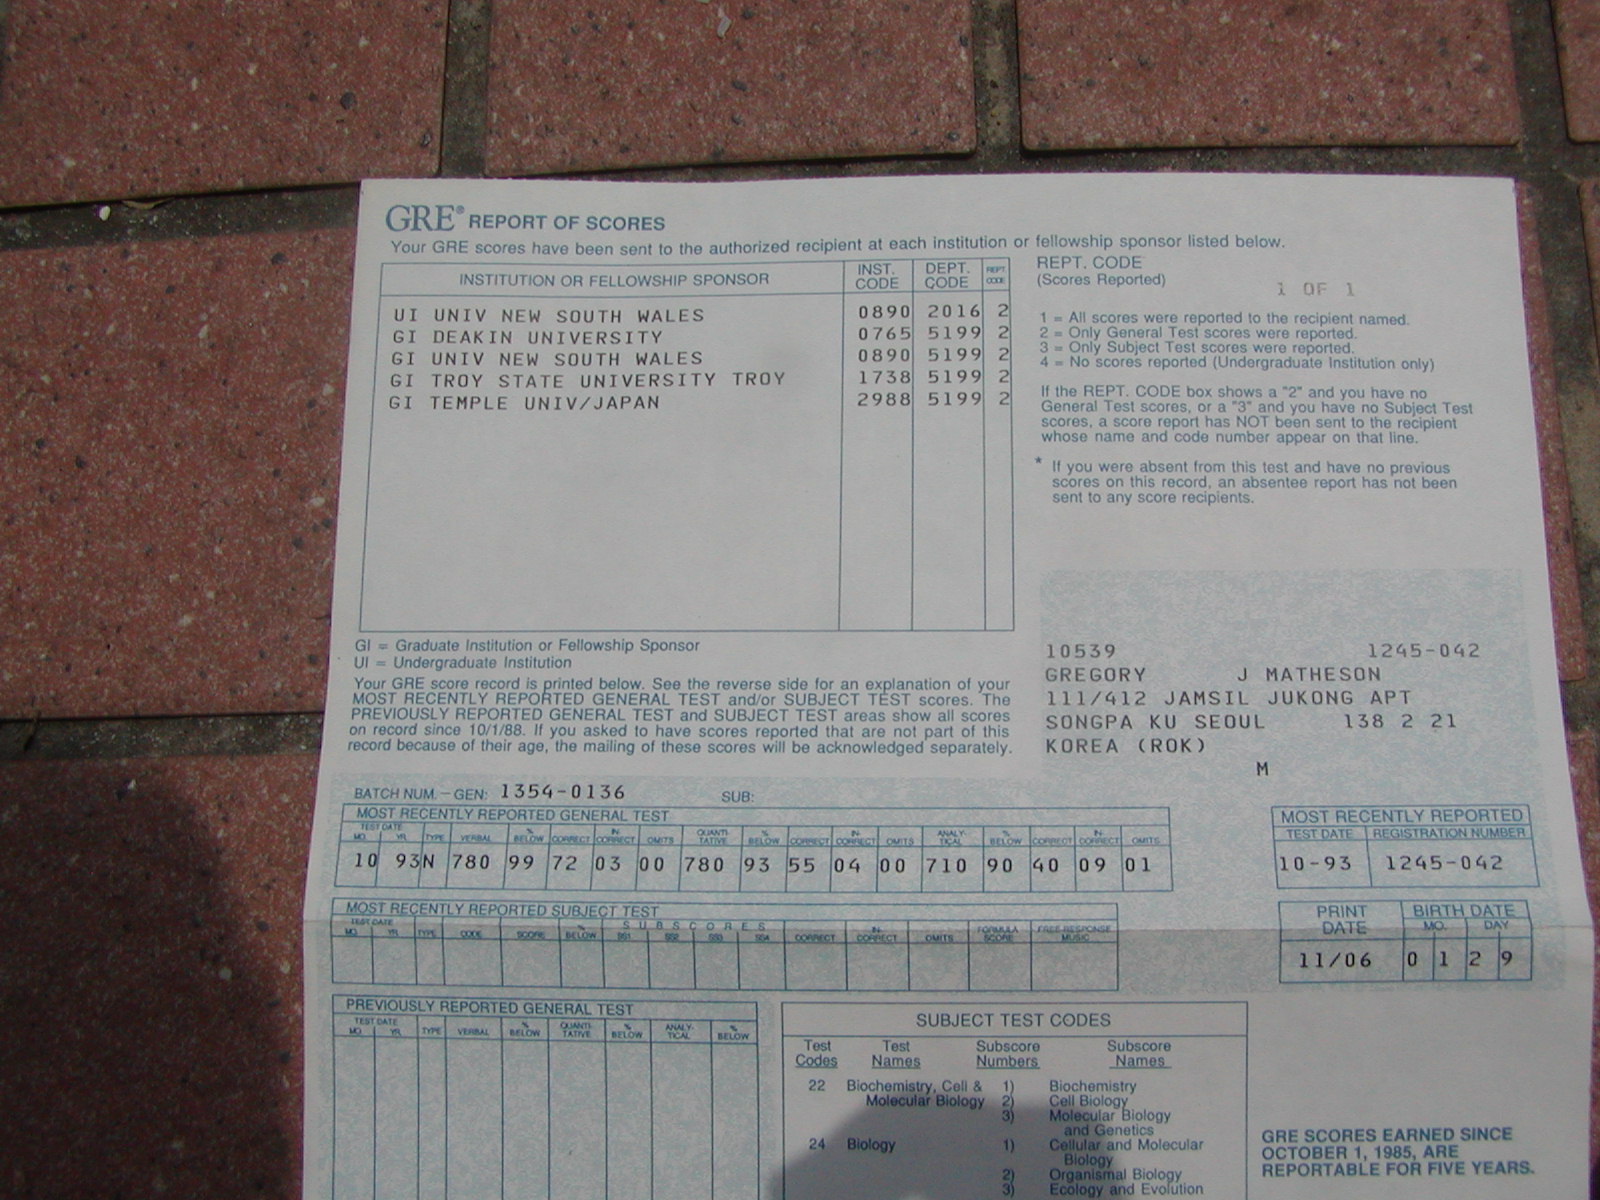 GRE® REPORT OF SCORES
Your GRE scores have been sent to the authorized recipient at each institution or fellowship sponsor listed below.
INSTITUTION OR FELLOWSHIP SPONSOR INST. CODE DEPT. CODE REPT. CODE
UI UNIV NEW SOUTH WALES 0890 2016 2
GI DEAKIN UNIVERSITY 0765 5199 2
GI UNIV NEW SOUTH WALES 0890 5199 2
GI TROY STATE UNIVERSITY TROY 1738 5199 2
GI TEMPLE UNIV/JAPAN 2988 5199 2
REPT. CODE
(Scores Reported)
1 OF 1
1 = All scores were reported to the recipient named.
2 = Only General Test scores were reported.
3 = Only Subject Test scores were reported.
4 = No scores reported (Undergraduate Institution only)
If the REPT. CODE box shows a "2" and you have no
General Test scores, or a "3" and you have no Subject Test
scores, a score report has NOT been sent to the recipient
whose name and code number appear on that line.
* If you were absent from this test and have no previous
scores on this record, an absentee report has not been
sent to any score recipients.
GI = Graduate Institution or Fellowship Sponsor
UI = Undergraduate Institution
Your GRE score record is printed below. See the reverse side for an explanation of your
MOST RECENTLY REPORTED GENERAL TEST and/or SUBJECT TEST scores. The
PREVIOUSLY REPORTED GENERAL TEST and SUBJECT TEST areas show all scores
on record since 10/1/88. If you asked to have scores reported that are not part of this
record because of their age, the mailing of these scores will be acknowledged separately.
10539 1245-042
GREGORY J MATHESON
111/412 JAMSIL JUKONG APT
SONGPA KU SEOUL 138 2 21
KOREA (ROK)
M
BATCH NUM. – GEN: 1354-0136 SUB:
MOST RECENTLY REPORTED GENERAL TEST
TEST DATE MO. YR. TYPE VERBAL % BELOW CORRECT IN-CORRECT OMITS QUANTITATIVE % BELOW CORRECT IN-CORRECT OMITS ANALYTICAL % BELOW CORRECT IN-CORRECT OMITS
10 93 N 780 99 72 03 00 780 93 55 04 00 710 90 40 09 01
MOST RECENTLY REPORTED
TEST DATE REGISTRATION NUMBER
10-93 1245-042
MOST RECENTLY REPORTED SUBJECT TEST
TEST DATE MO. YR. TYPE CODE SCORE % BELOW SUBSCORES SS1 SS2 SS3 SS4 CORRECT IN-CORRECT OMITS FORMULA SCORE FREE-RESPONSE MUSIC
PRINT DATE BIRTH DATE MO. DAY
11/06 0 1 2 9
PREVIOUSLY REPORTED GENERAL TEST
TEST DATE MO. YR. TYPE VERBAL % BELOW QUANTITATIVE % BELOW ANALYTICAL % BELOW
SUBJECT TEST CODES
Test Codes Test Names Subscore Numbers Subscore Names
22 Biochemistry, Cell & 1) Biochemistry
Molecular Biology 2) Cell Biology
3) Molecular Biology
and Genetics
24 Biology 1) Cellular and Molecular
Biology
2) Organismal Biology
3) Ecology and Evolution
GRE SCORES EARNED SINCE
OCTOBER 1, 1985, ARE
REPORTABLE FOR FIVE YEARS.